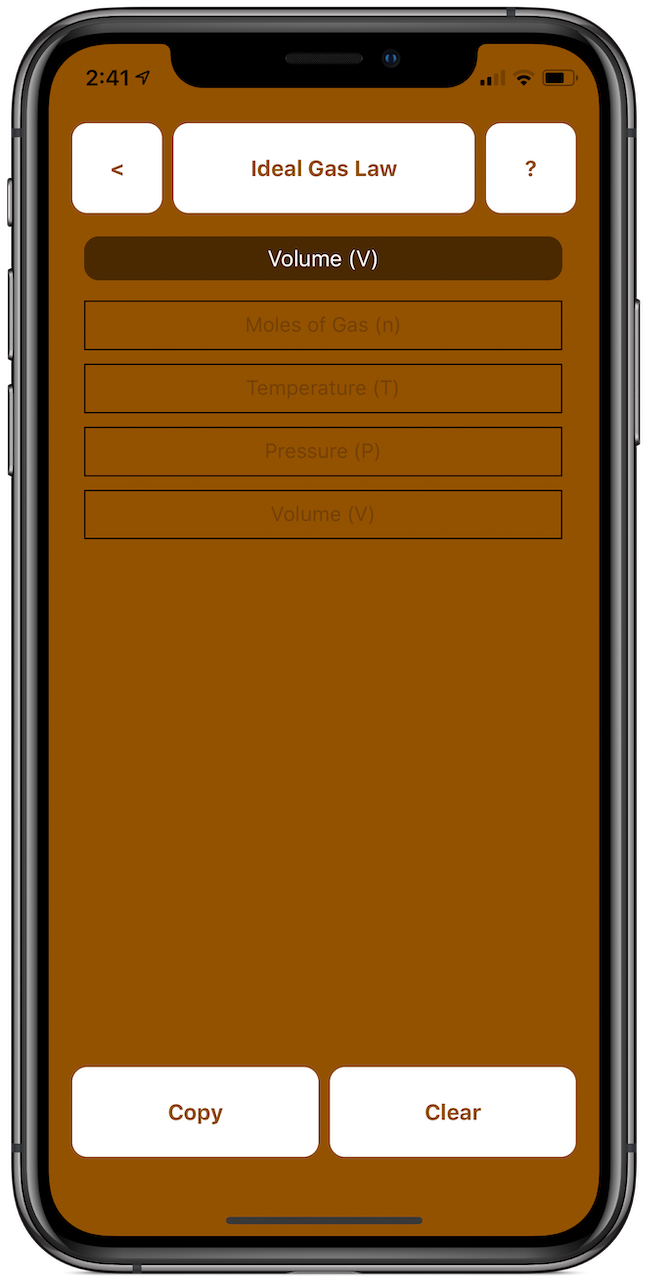 2:41
<
Ideal Gas Law
?
Volume (V)
Moles of Gas (n)
Temperature (T)
Pressure (P)
Volume (V)
Copy
Clear